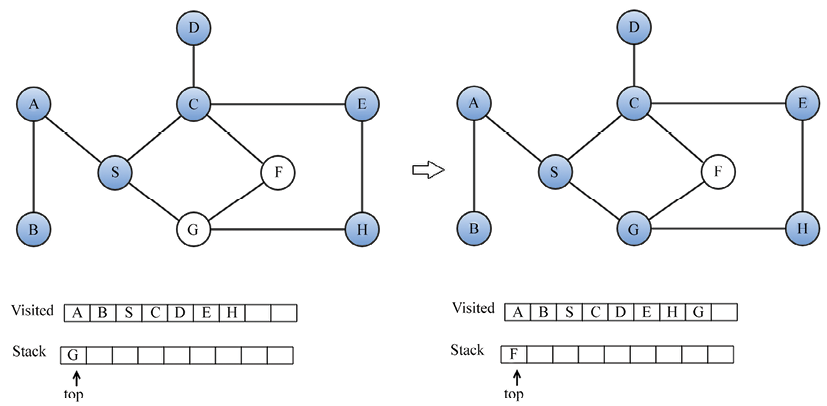 D D
A C E A C E
S F S F
B G H B G H
Visited A B S C D E H Visited A B S C D E H G
Stack G Stack F
top top